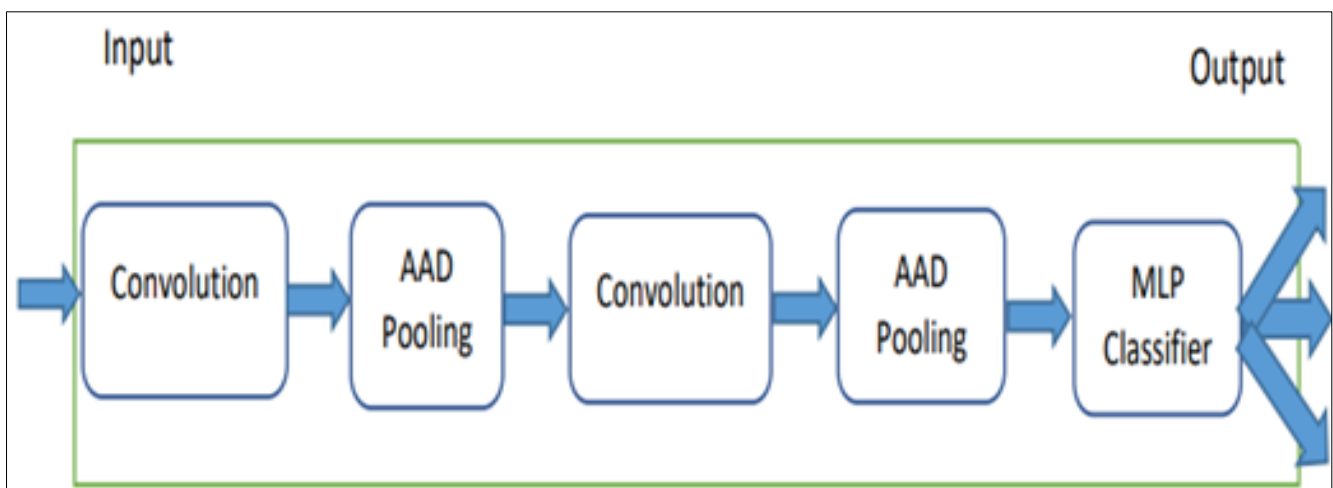 Input
Output
Convolution
AAD
Pooling
Convolution
AAD
Pooling
MLP
Classifier